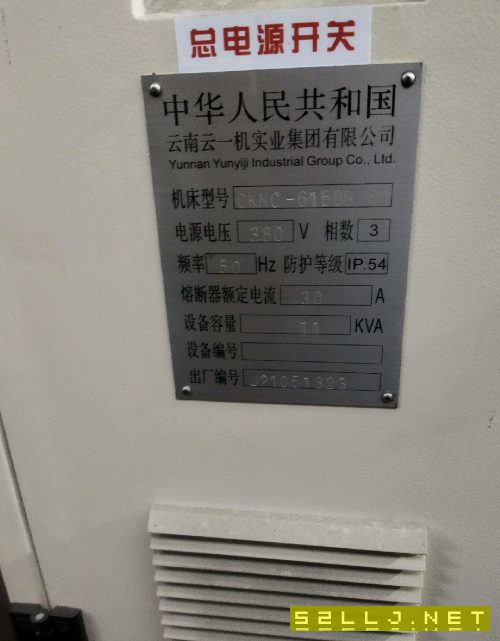 总电源开关
中华人民共和国
云南云一机实业集团有限公司
Yunnan Yunyiji Industrial Group Co., Ltd.
机床型号 CKNC-6150B
电源电压 380 V 相数 3
频率 50 Hz 防护等级 IP.54
熔断器额定电流 30 A
设备容量 11 KVA
设备编号
出厂编号 J21051323
52LLJ.NET